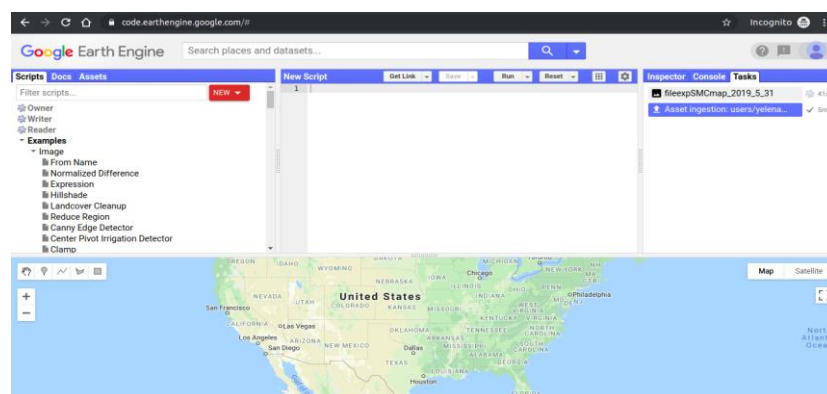 code.earthengine.google.com/#
Incognito
Google Earth Engine
Search places and datasets...
Scripts Docs Assets
New Script
Get Link
Save
Run
Reset
Inspector Console Tasks
Filter scripts...
NEW
1
fileexpSMCmap_2019_5_31
Asset ingestion: users/yelena...
Owner
Writer
Reader
Examples
Image
From Name
Normalized Difference
Expression
Hillshade
Landcover Cleanup
Reduce Region
Canny Edge Detector
Center Pivot Irrigation Detector
Clamp
Map
Satellite
OREGON
IDAHO
WYOMING
MICHIGAN
NEW YORK
Chicago
NEBRASKA
IOWA
ILLINOIS
INDIANA
OHIO
PENN
Philadelphia
NEVADA
UTAH
COLORADO
United States
KANSAS
MISSOURI
WEST
VIRGINIA
KENTUCKY
VIRGINIA
San Francisco
CALIFORNIA
Las Vegas
Los Angeles
San Diego
ARIZONA
NEW MEXICO
OKLAHOMA
ARKANSAS
TENNESSEE
NORTH
CAROLINA
SOUTH
CAROLINA
Dallas
MISSISSIPPI
ALABAMA
GEORGIA
TEXAS
LOUISIANA
Houston
FLORIDA